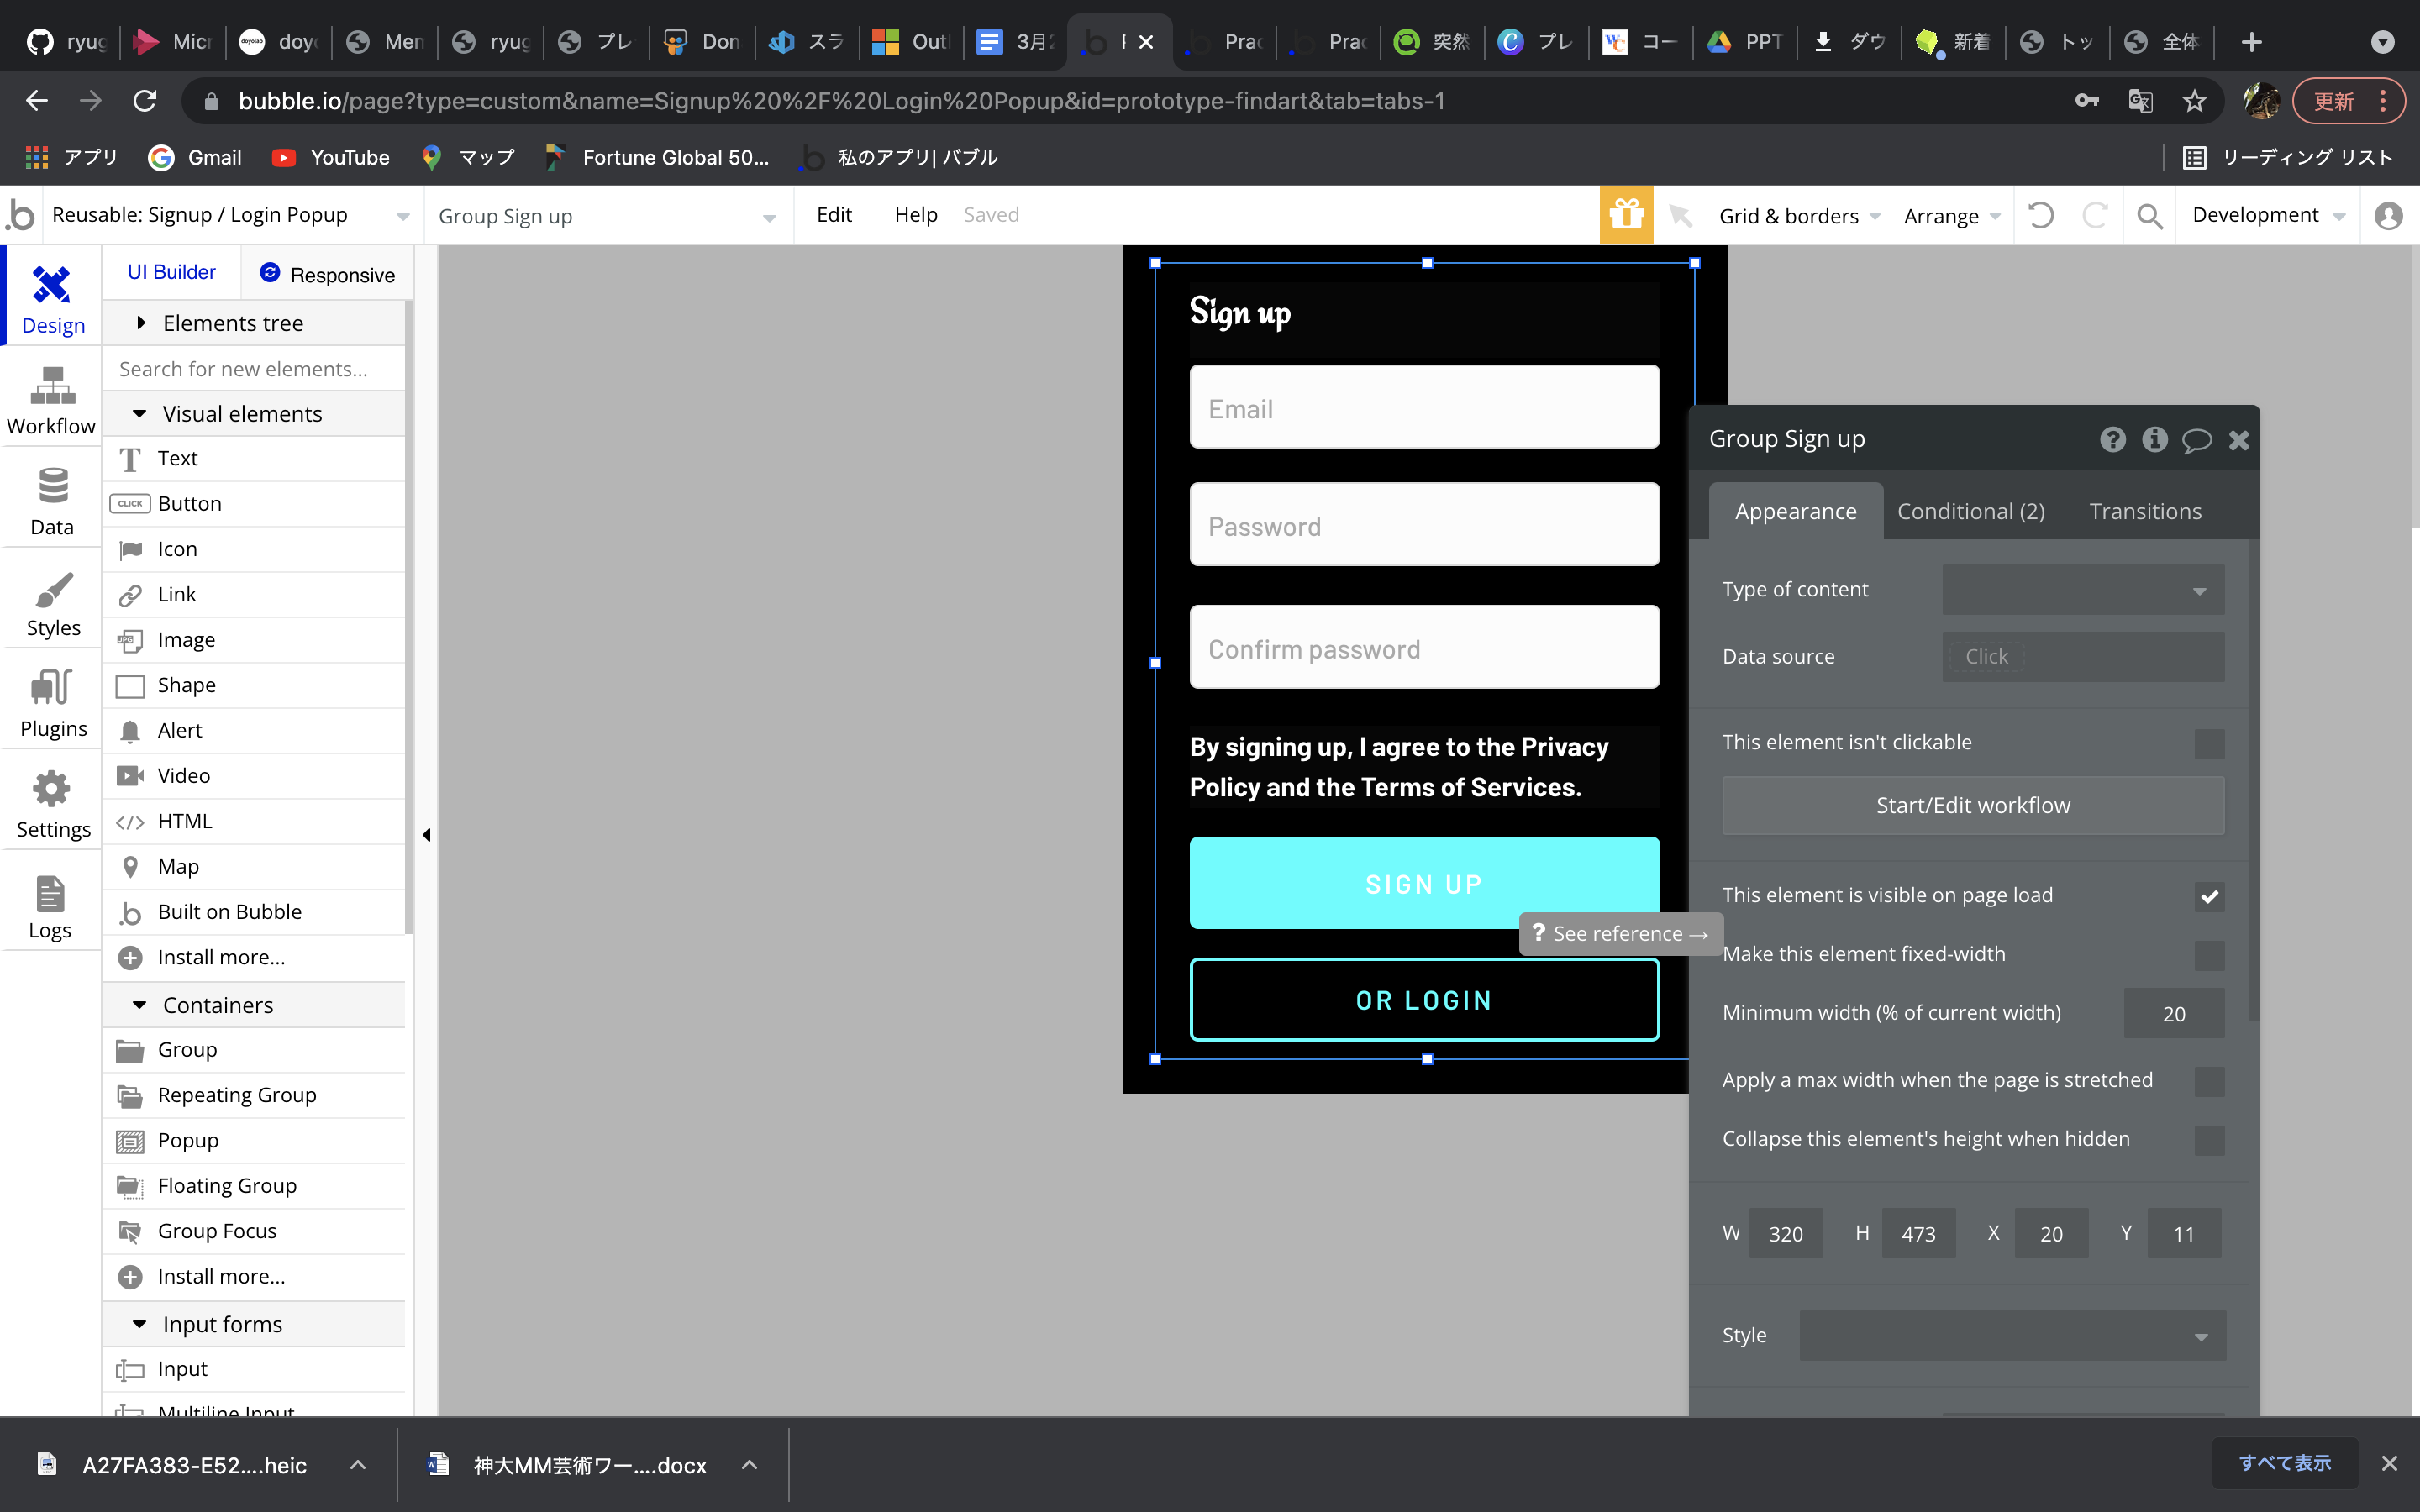 ryug
Micr
doyo
Men
ryug
プレ
Don
スラ
Outl
3月2
Prac
Prac
突然
プレ
コー
PPT
ダウ
新着
トッ
全体
bubble.io/page?type=custom&name=Signup%20%2F%20Login%20Popup&id=prototype-findart&tab=tabs-1
更新
アプリ
Gmail
YouTube
マップ
Fortune Global 50...
私のアプリ| バブル
リーディング リスト
Reusable: Signup / Login Popup
Group Sign up
Edit
Help
Saved
Grid & borders
Arrange
Development
Design
Workflow
Data
Styles
Plugins
Settings
Logs
UI Builder
Responsive
Elements tree
Search for new elements...
Visual elements
Text
CLICK Button
Icon
Link
Image
Shape
Alert
Video
HTML
Map
Built on Bubble
Install more...
Containers
Group
Repeating Group
Popup
Floating Group
Group Focus
Install more...
Input forms
Input
Multiline Input
Sign up
Email
Password
Confirm password
By signing up, I agree to the Privacy
Policy and the Terms of Services.
SIGN UP
? See reference →
OR LOGIN
Group Sign up
Appearance
Conditional (2)
Transitions
Type of content
Data source
Click
This element isn't clickable
Start/Edit workflow
This element is visible on page load
Make this element fixed-width
Minimum width (% of current width)
20
Apply a max width when the page is stretched
Collapse this element's height when hidden
W 320 H 473 X 20 Y 11
Style
A27FA383-E52....heic
神大MM芸術ワー....docx
すべて表示